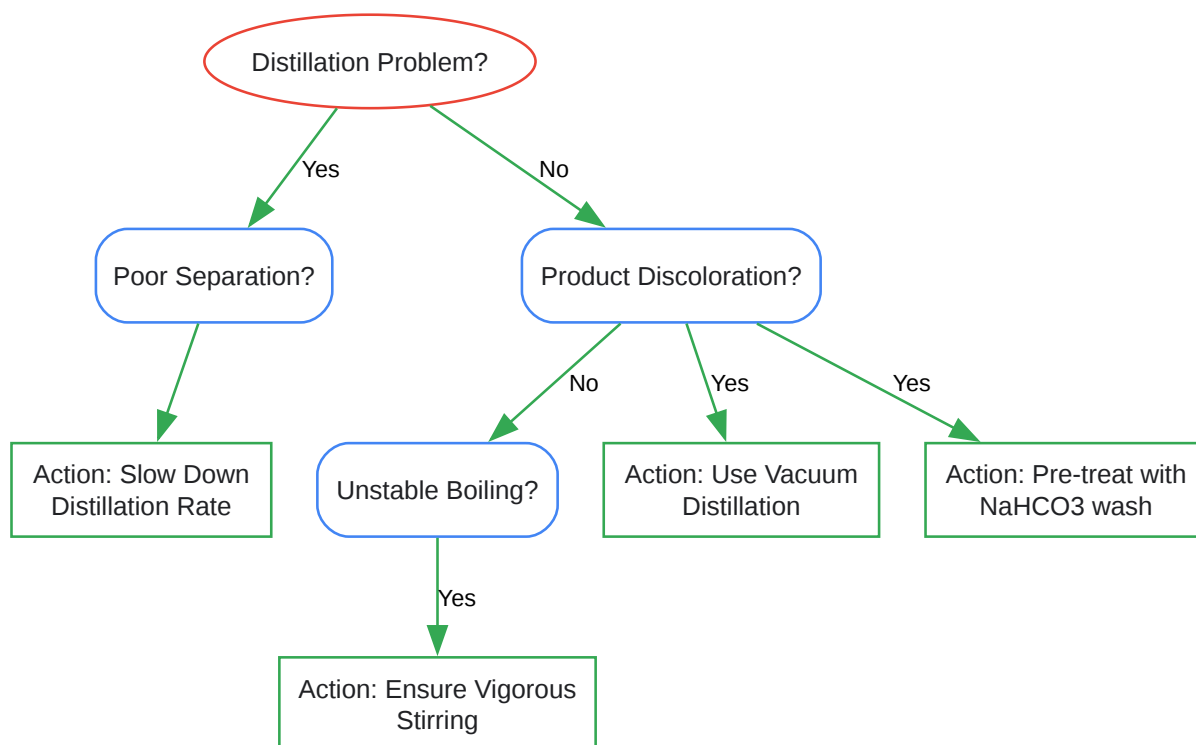 Distillation Problem?
Yes
No
Poor Separation?
Product Discoloration?
No
Yes
Yes
Action: Slow Down
Distillation Rate
Unstable Boiling?
Action: Use Vacuum
Distillation
Action: Pre-treat with
NaHCO3 wash
Yes
Action: Ensure Vigorous
Stirring